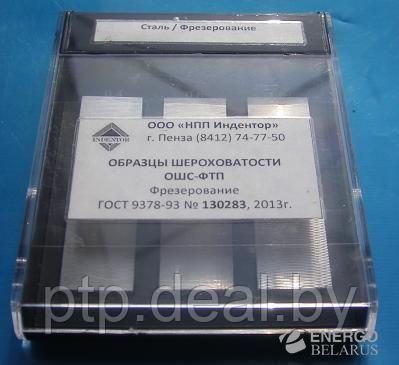 Сталь / Фрезерование
ООО «НПП Индентор»
г. Пенза (8412) 74-77-50
INDENTOR
ОБРАЗЦЫ ШЕРОХОВАТОСТИ
ОШС-ФТП
Фрезерование
ГОСТ 9378-93 № 130283, 2013г.
ptp.deal.by
ENERGO
BELARUS